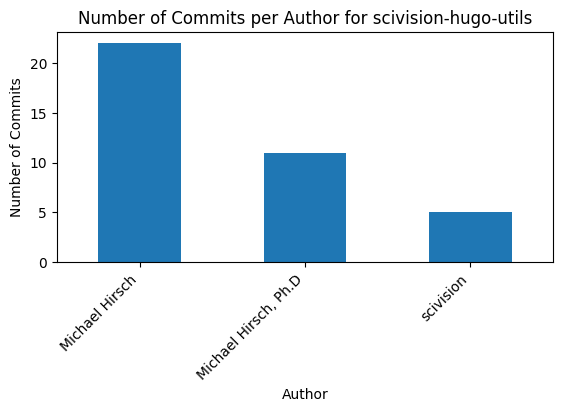 Number of Commits per Author for scivision-hugo-utils
Number of Commits
20
15
10
5
0
Michael Hirsch
Michael Hirsch, Ph.D
scivision
Author